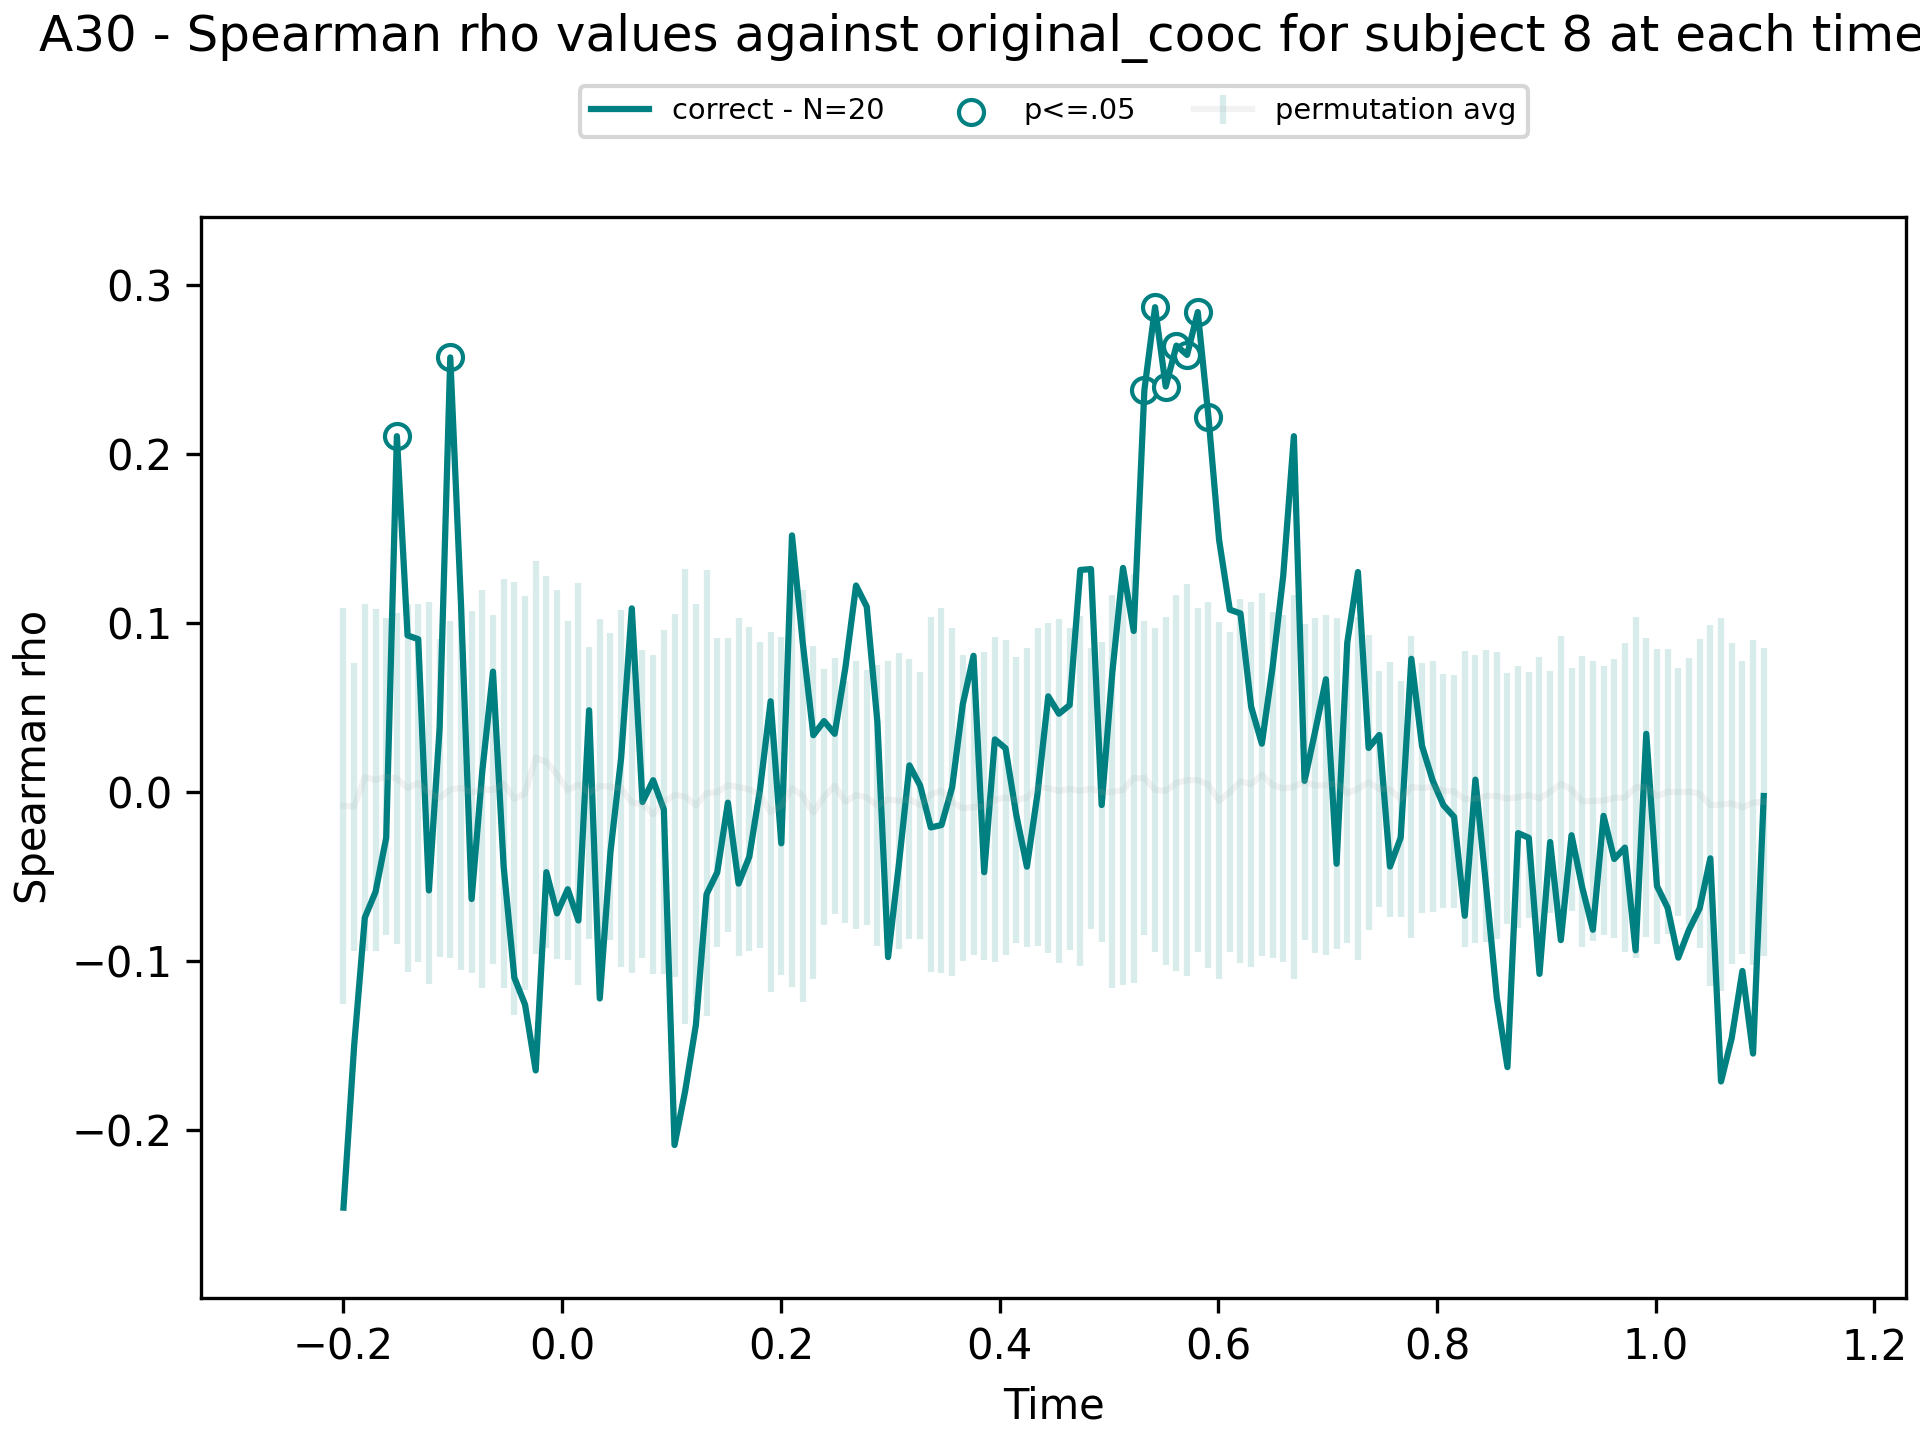 A30 - Spearman rho values against original_cooc for subject 8 at each time
correct - N=20 p<=.05 permutation avg
Spearman rho
0.3
0.2
0.1
0.0
−0.1
−0.2
−0.2 0.0 0.2 0.4 0.6 0.8 1.0 1.2
Time